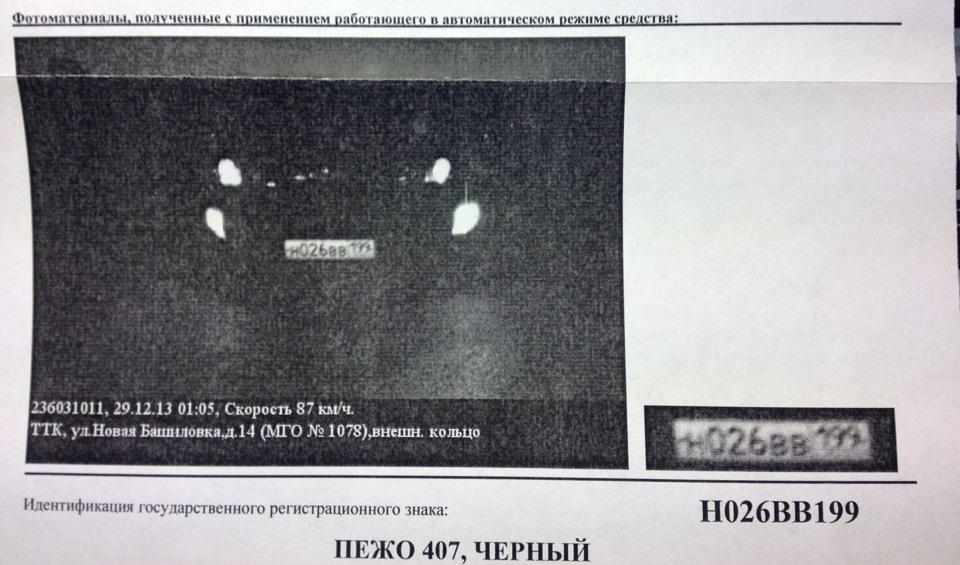 Фотоматериалы, полученные с применением работающего в автоматическом режиме средства:
Н026ВВ 199
236031011, 29.12.13 01:05, Скорость 87 км/ч.
ТТК, ул.Новая Башиловка,д.14 (МГО № 1078),внешн. кольцо
Н026ВВ 199
Идентификация государственного регистрационного знака:
Н026ВВ199
ПЕЖО 407, ЧЕРНЫЙ